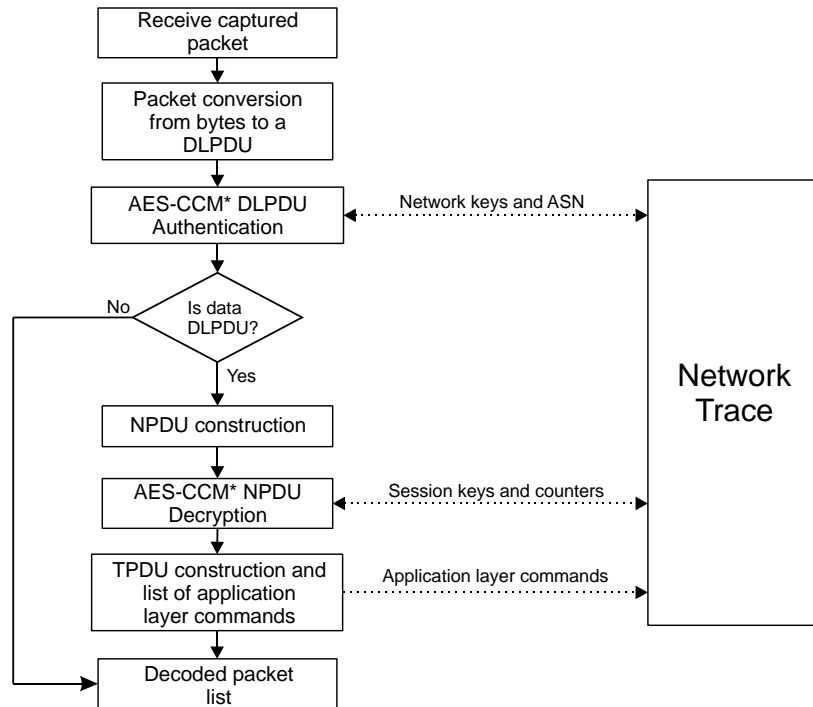 Receive captured
packet
Packet conversion
from bytes to a
DLPDU
AES-CCM* DLPDU
Authentication
Network keys and ASN
No
Is data
DLPDU?
Yes
Network
Trace
NPDU construction
AES-CCM* NPDU
Decryption
Session keys and counters
TPDU construction and
list of application
layer commands
Application layer commands
Decoded packet
list